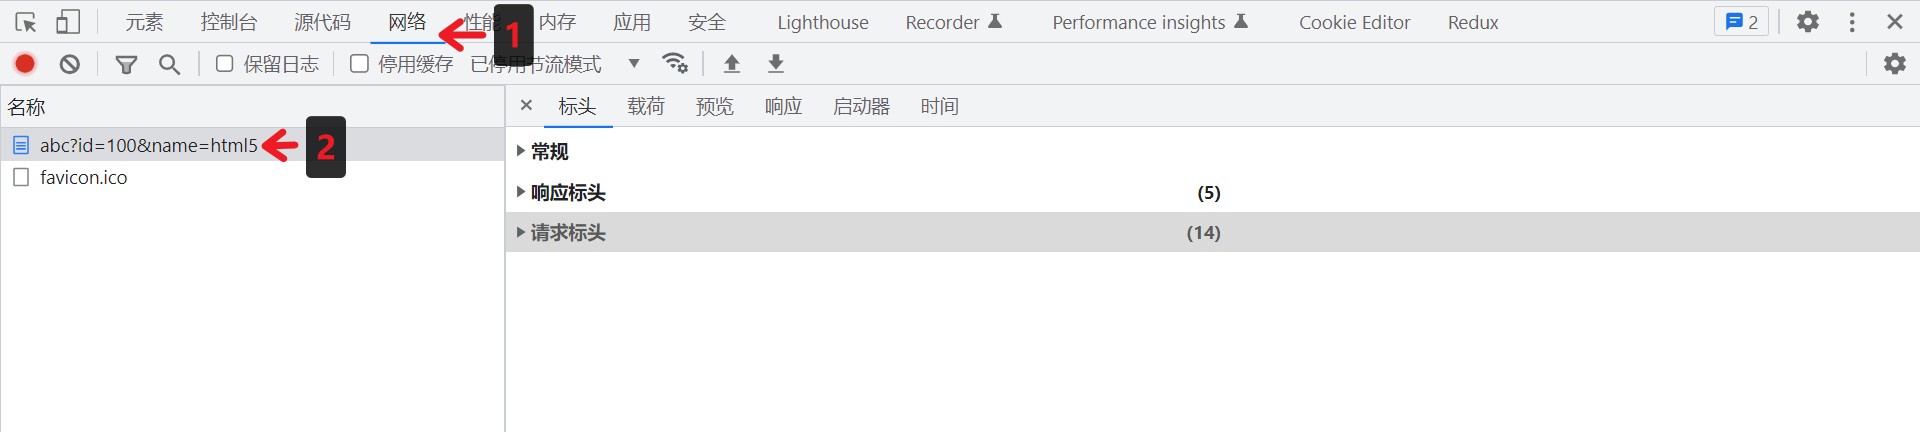 元素 控制台 源代码 网络 性能 内存 应用 安全 Lighthouse Recorder Performance insights Cookie Editor Redux 2
1
保留日志 停用缓存 已停用节流模式
名称
标头 载荷 预览 响应 启动器 时间
abc?id=100&name=html5
2
favicon.ico
常规
响应标头 (5)
请求标头 (14)